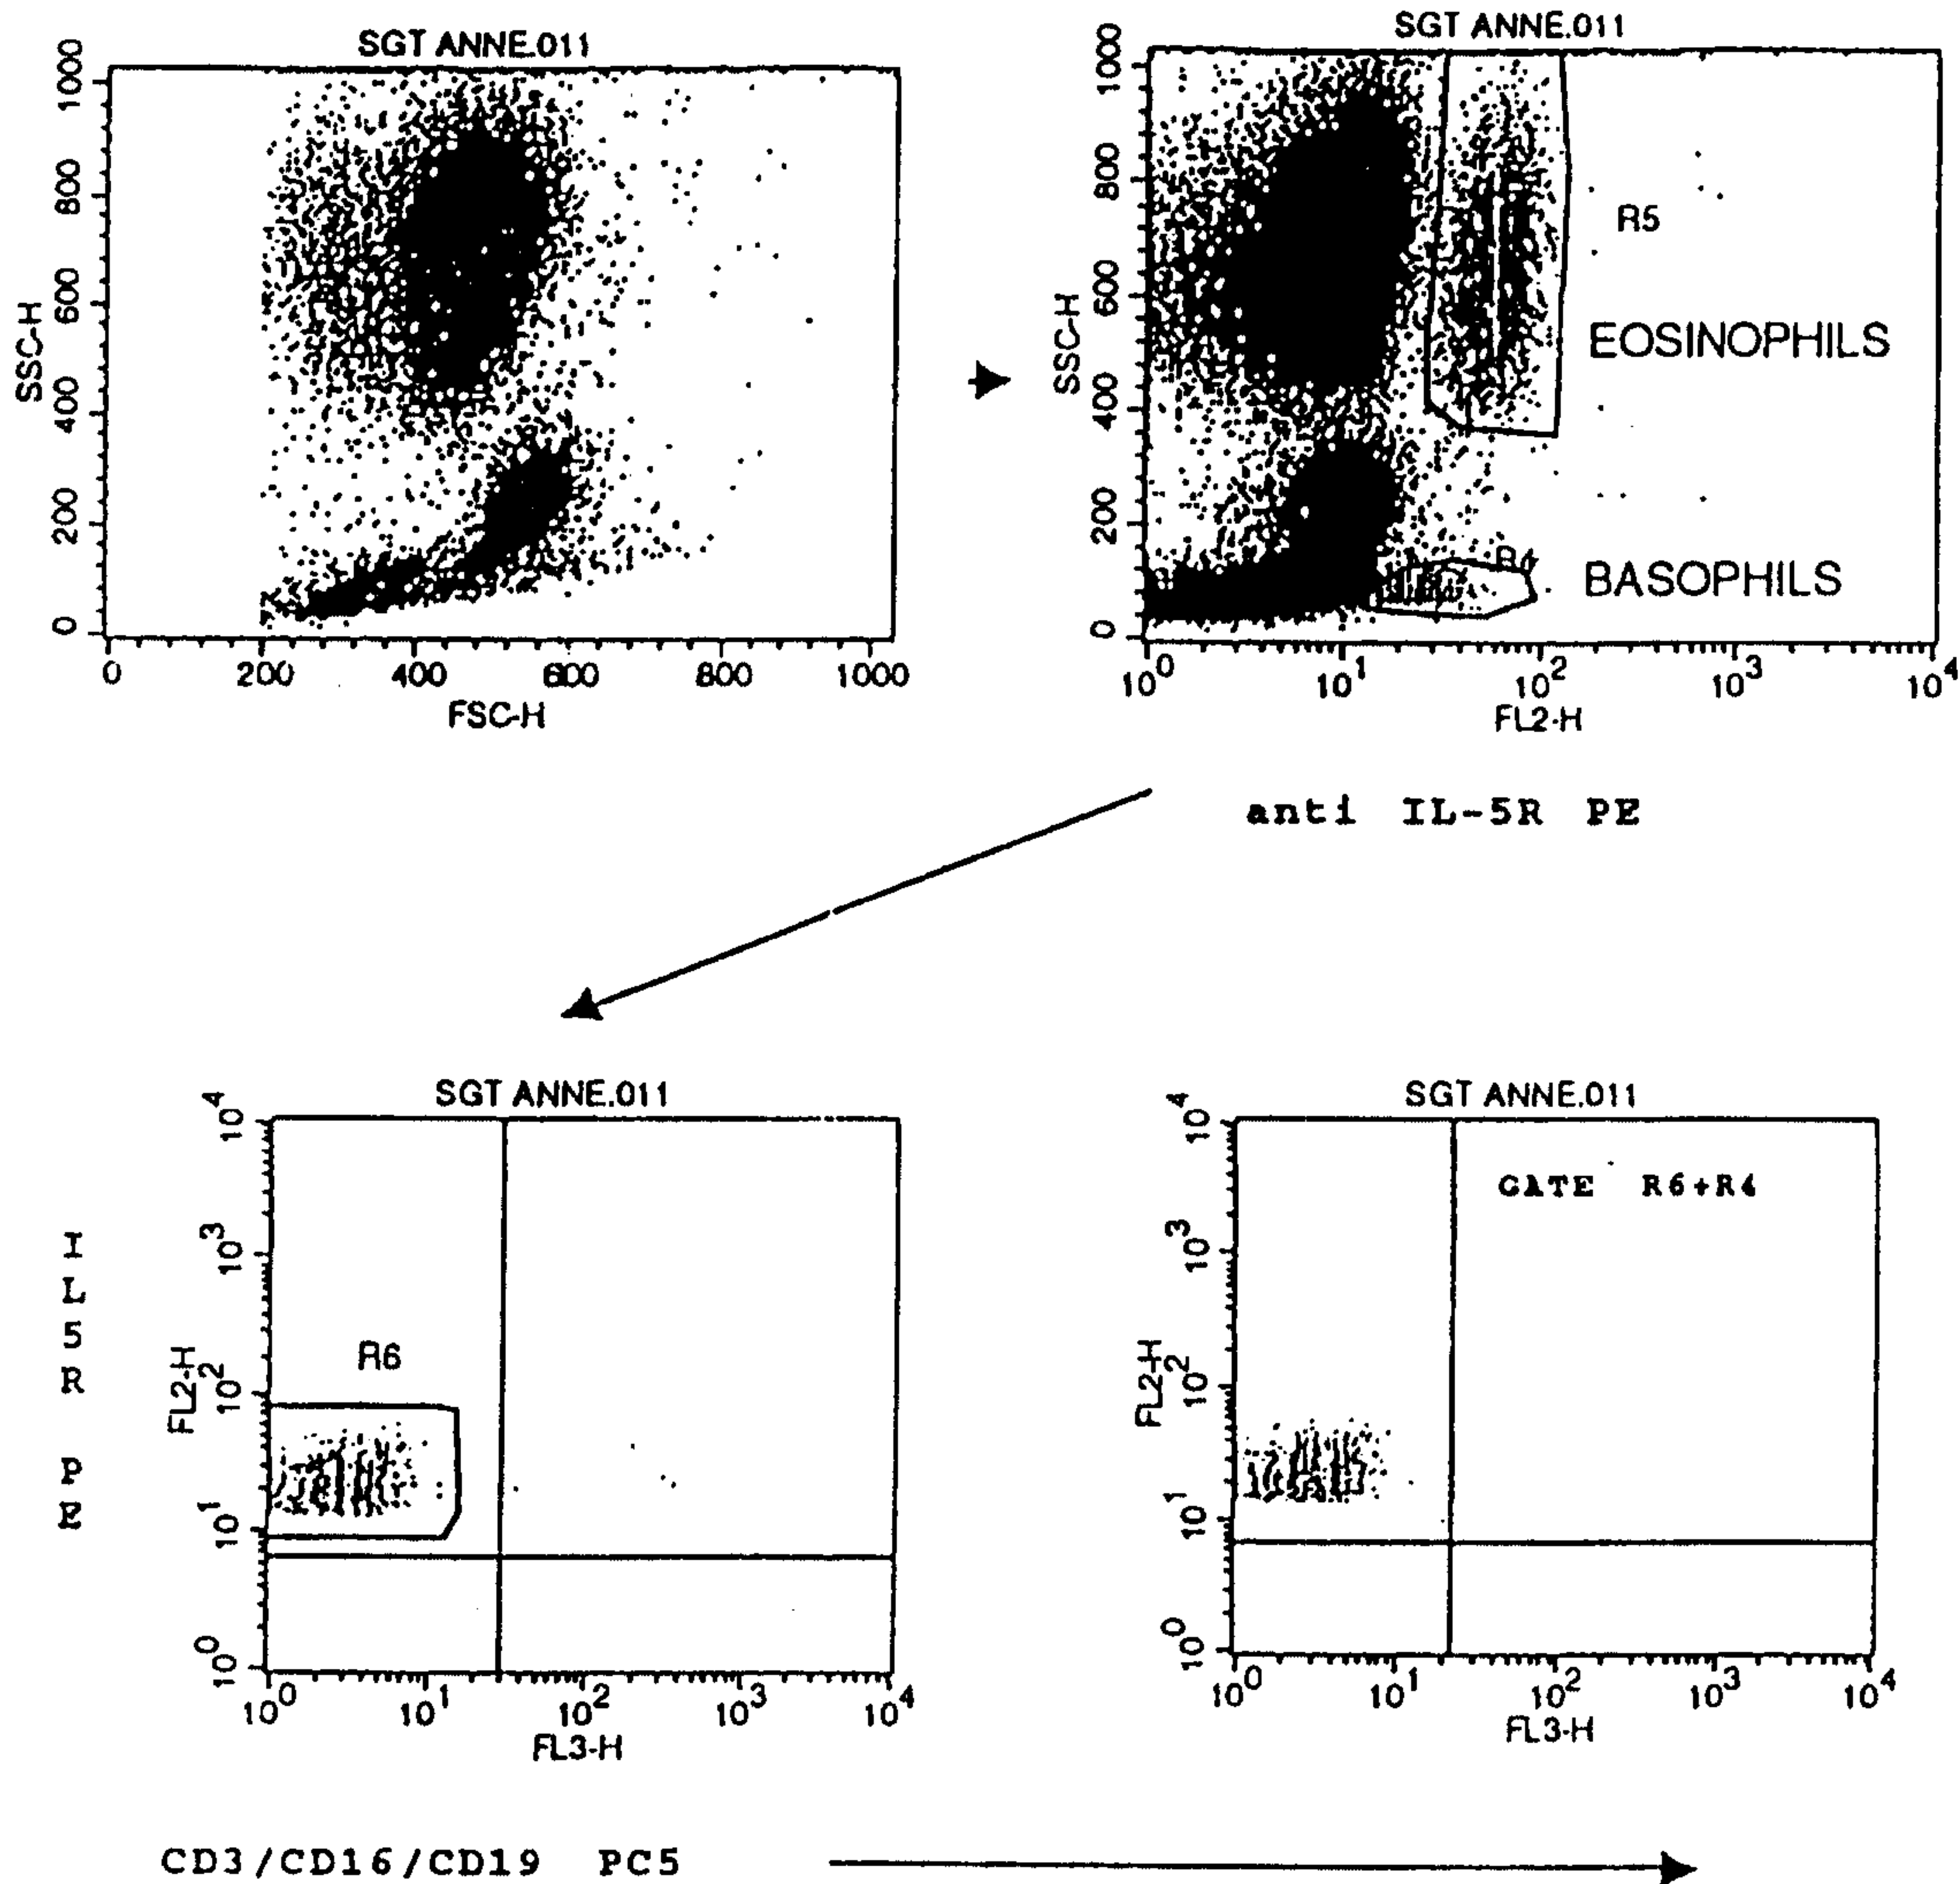 SGT ANNE.011
1000
800
600
400
200
0
SSC-H
0 200 400 600 800 1000
FSC-H
SGT ANNE.011
1000
800
600
400
200
0
SSC-H
R5
EOSINOPHILS
R4
BASOPHILS
10^0 10^1 10^2 10^3 10^4
FL2-H
anti IL-5R PE
SGT ANNE.011
10^4
10^3
10^2
10^1
10^0
FL2-H
IL5R PE
R6
10^0 10^1 10^2 10^3 10^4
FL3-H
SGT ANNE.011
10^4
10^3
10^2
10^1
10^0
FL2-H
GATE R6+R4
10^0 10^1 10^2 10^3 10^4
FL3-H
CD3/CD16/CD19 PC5